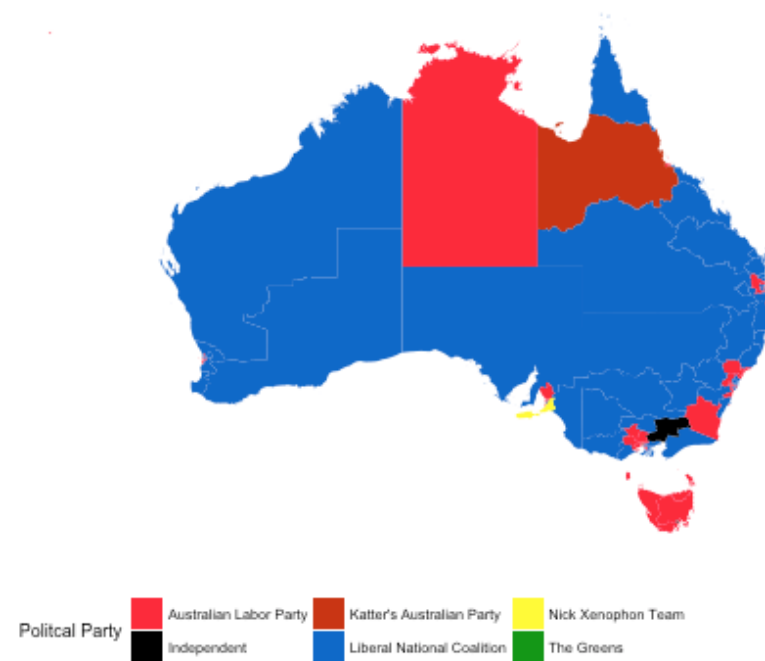 Politcal Party
Australian Labor Party Katter's Australian Party Nick Xenophon Team
Independent Liberal National Coalition The Greens